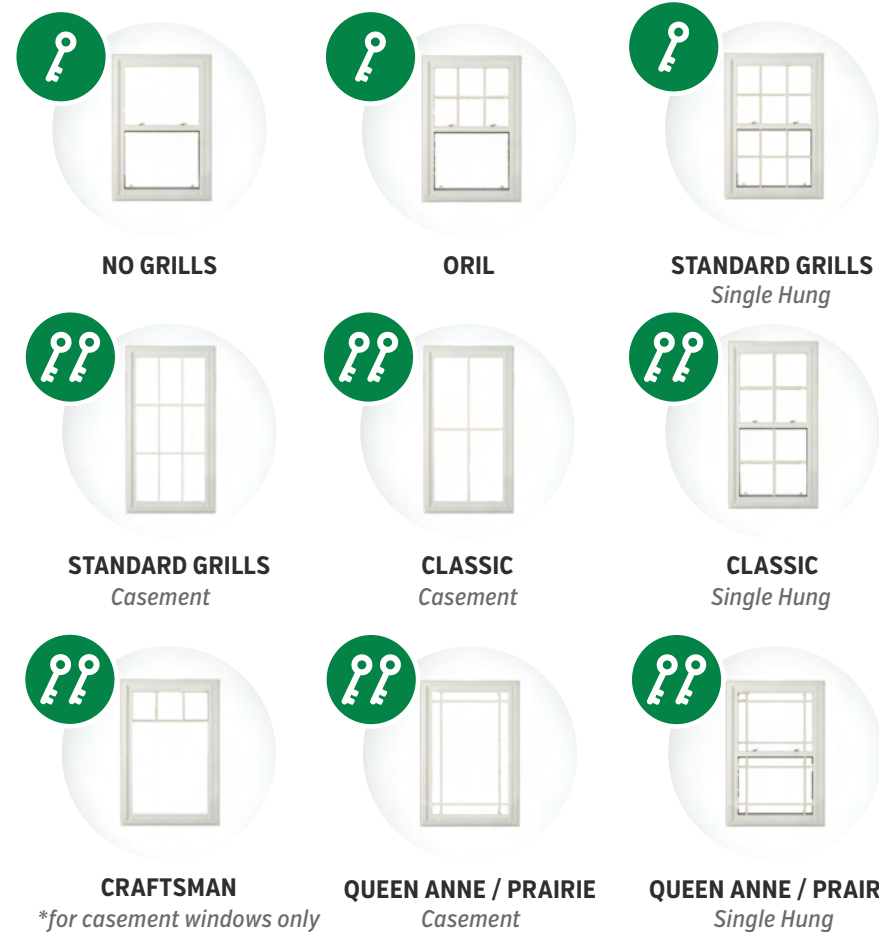 NO GRILLS
ORIL
STANDARD GRILLS
Single Hung
STANDARD GRILLS
Casement
CLASSIC
Casement
CLASSIC
Single Hung
CRAFTSMAN
*for casement windows only
QUEEN ANNE / PRAIRIE
Casement
QUEEN ANNE / PRAIR
Single Hung